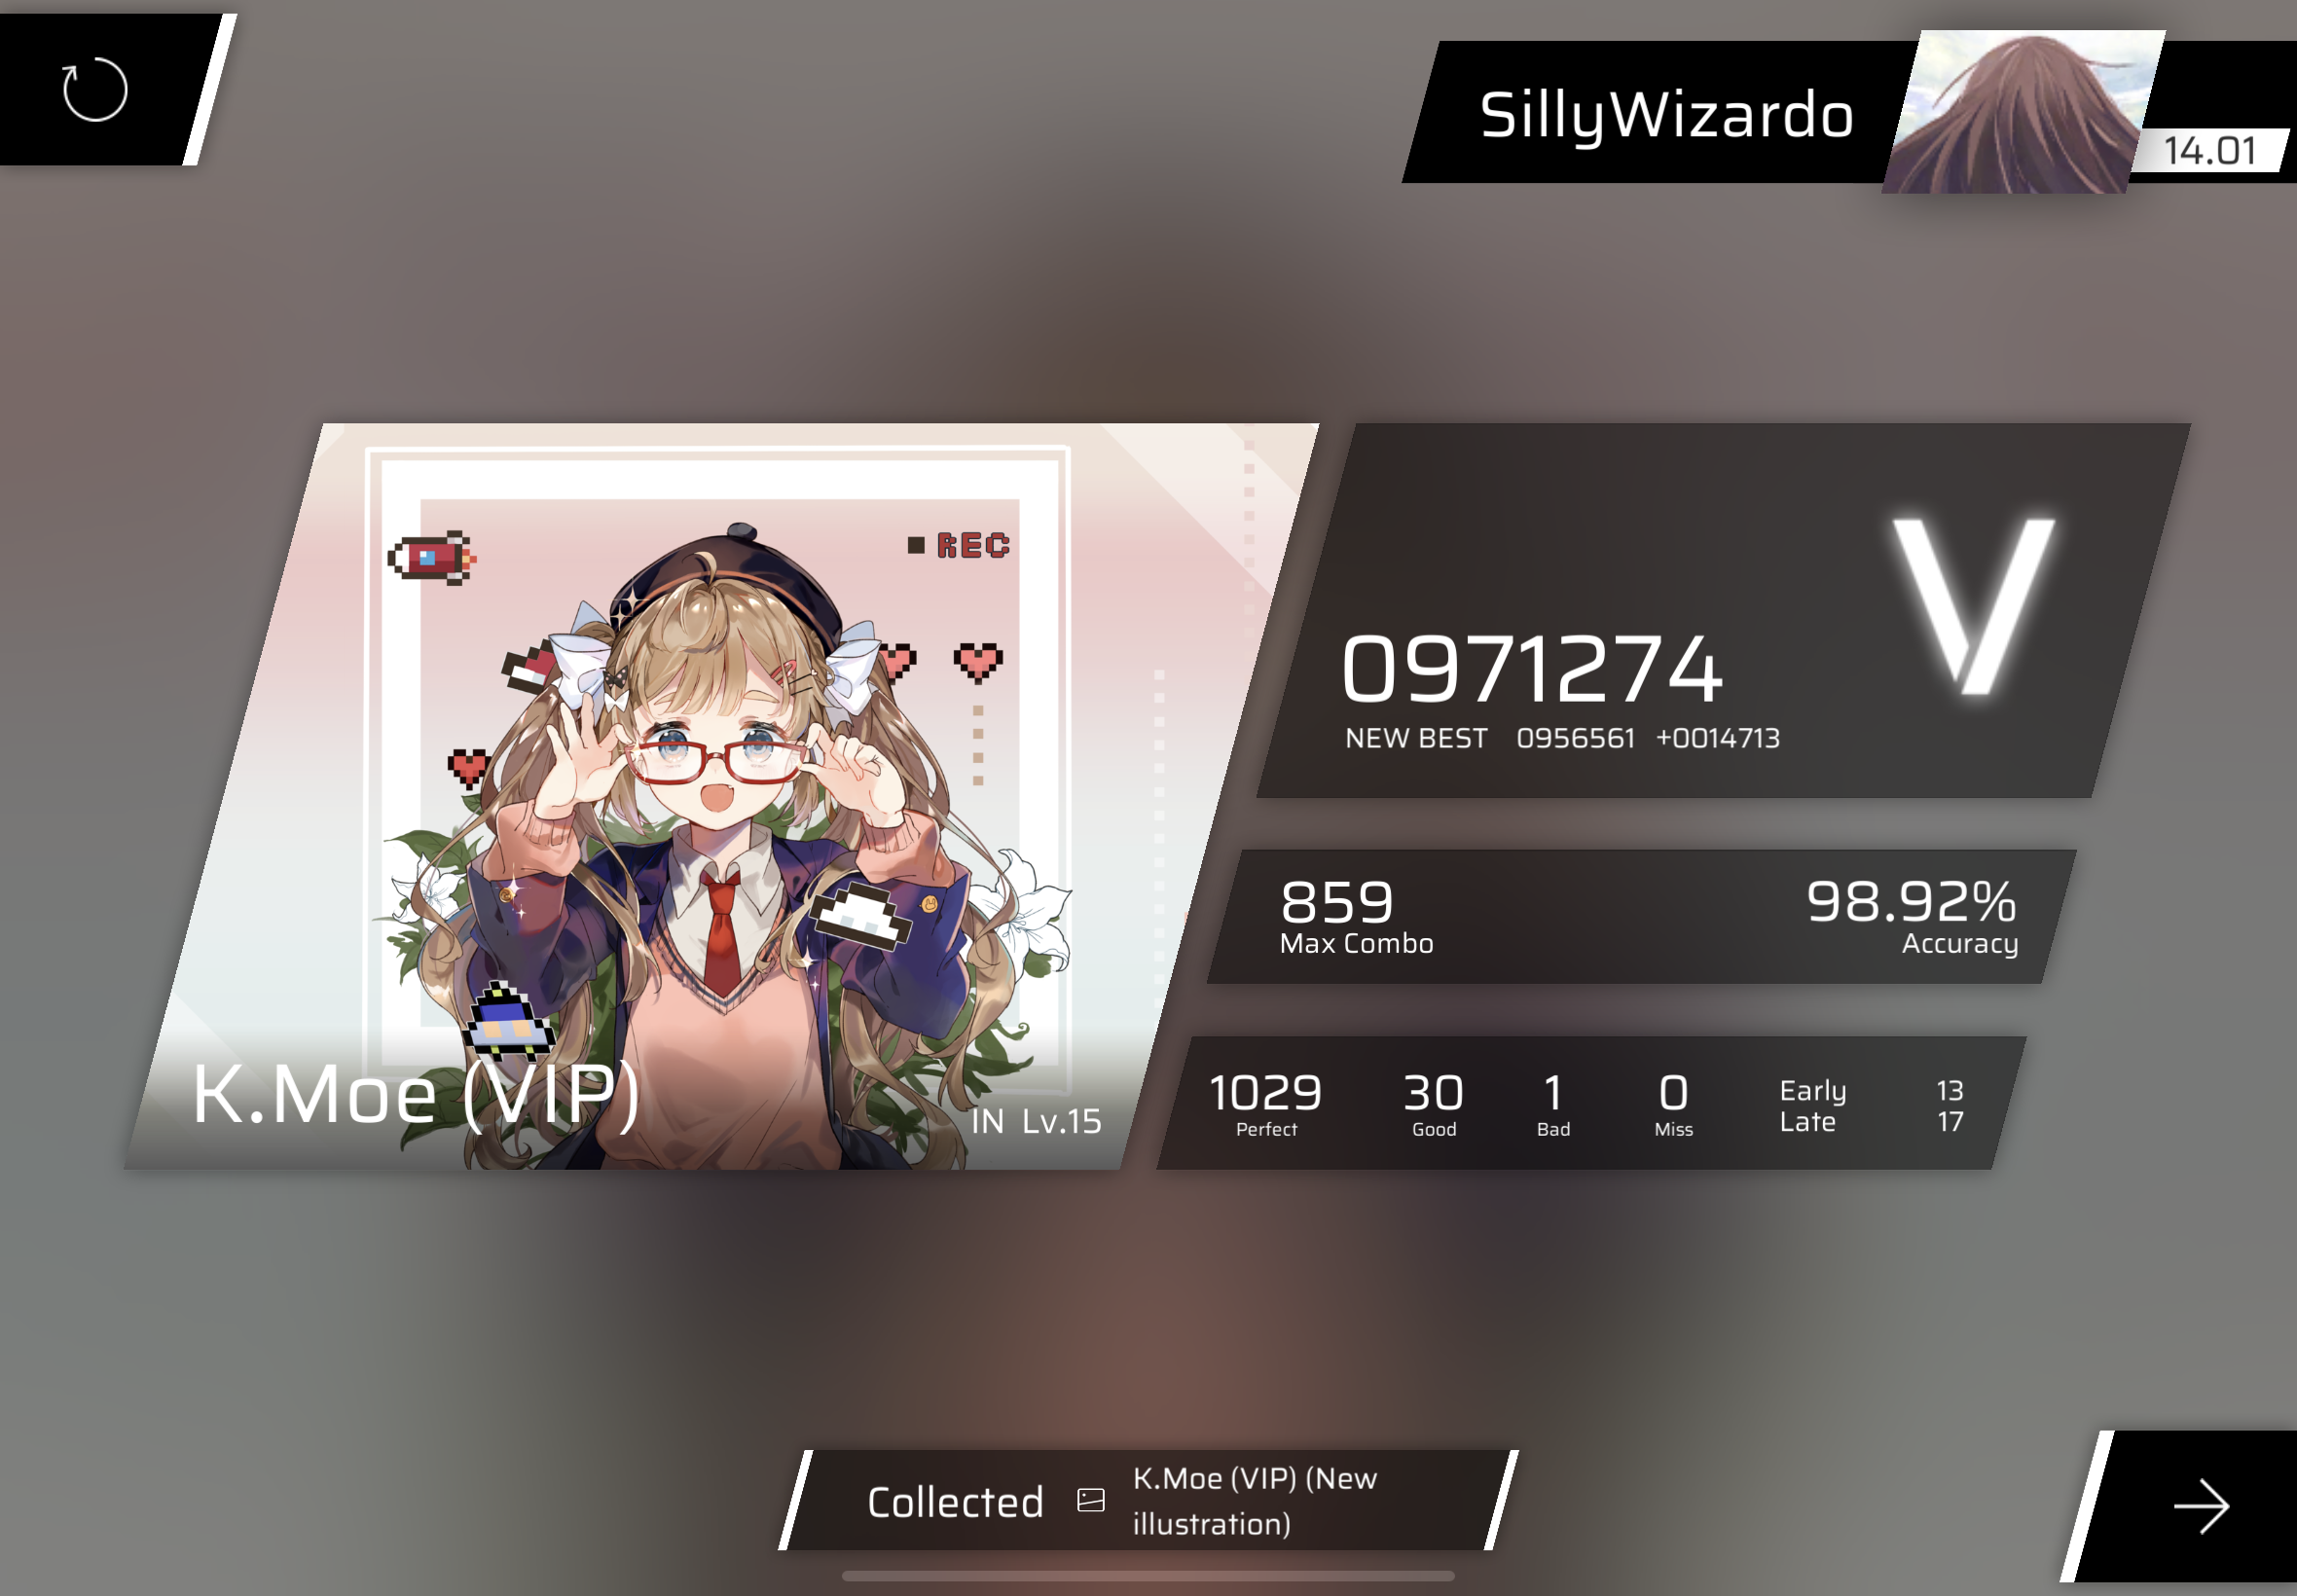 SillyWizardo
14.01
REC
K.Moe (VIP)
IN Lv.15
V
0971274
NEW BEST 0956561 +0014713
859
Max Combo
98.92%
Accuracy
1029
Perfect
30
Good
1
Bad
0
Miss
Early 13
Late 17
Collected
K.Moe (VIP) (New
illustration)